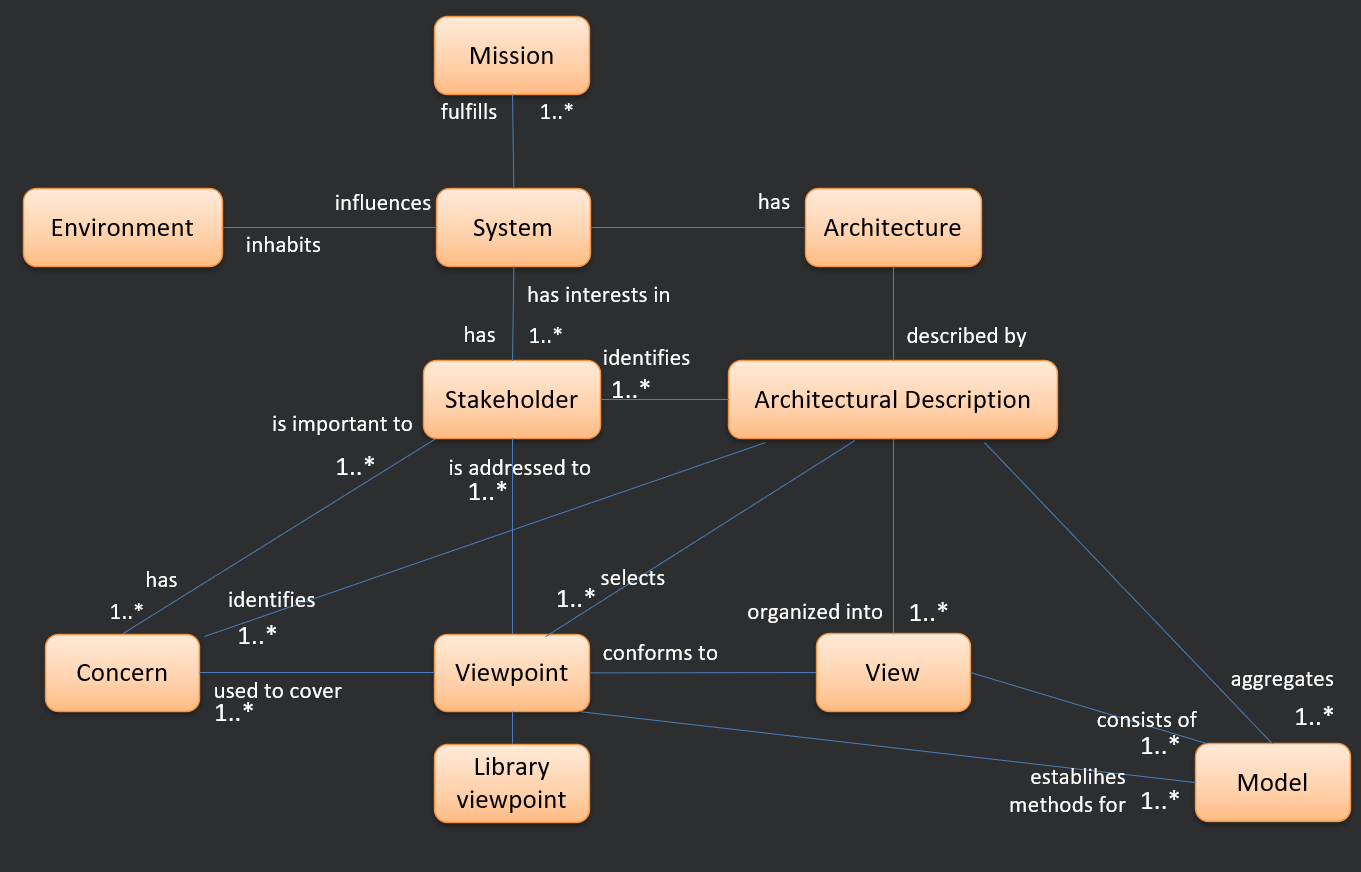 Mission
fulfills 1..*
influences
has
Environment
System
Architecture
inhabits
has interests in
has 1..*
described by
identifies
1..*
Stakeholder
Architectural Description
is important to
1..*
is addressed to
1..*
has
1..*
identifies
1..*
selects
1..*
organized into 1..*
Concern
Viewpoint
conforms to
View
used to cover
1..*
aggregates
1..*
consists of
1..*
Library
viewpoint
establihes
methods for 1..*
Model